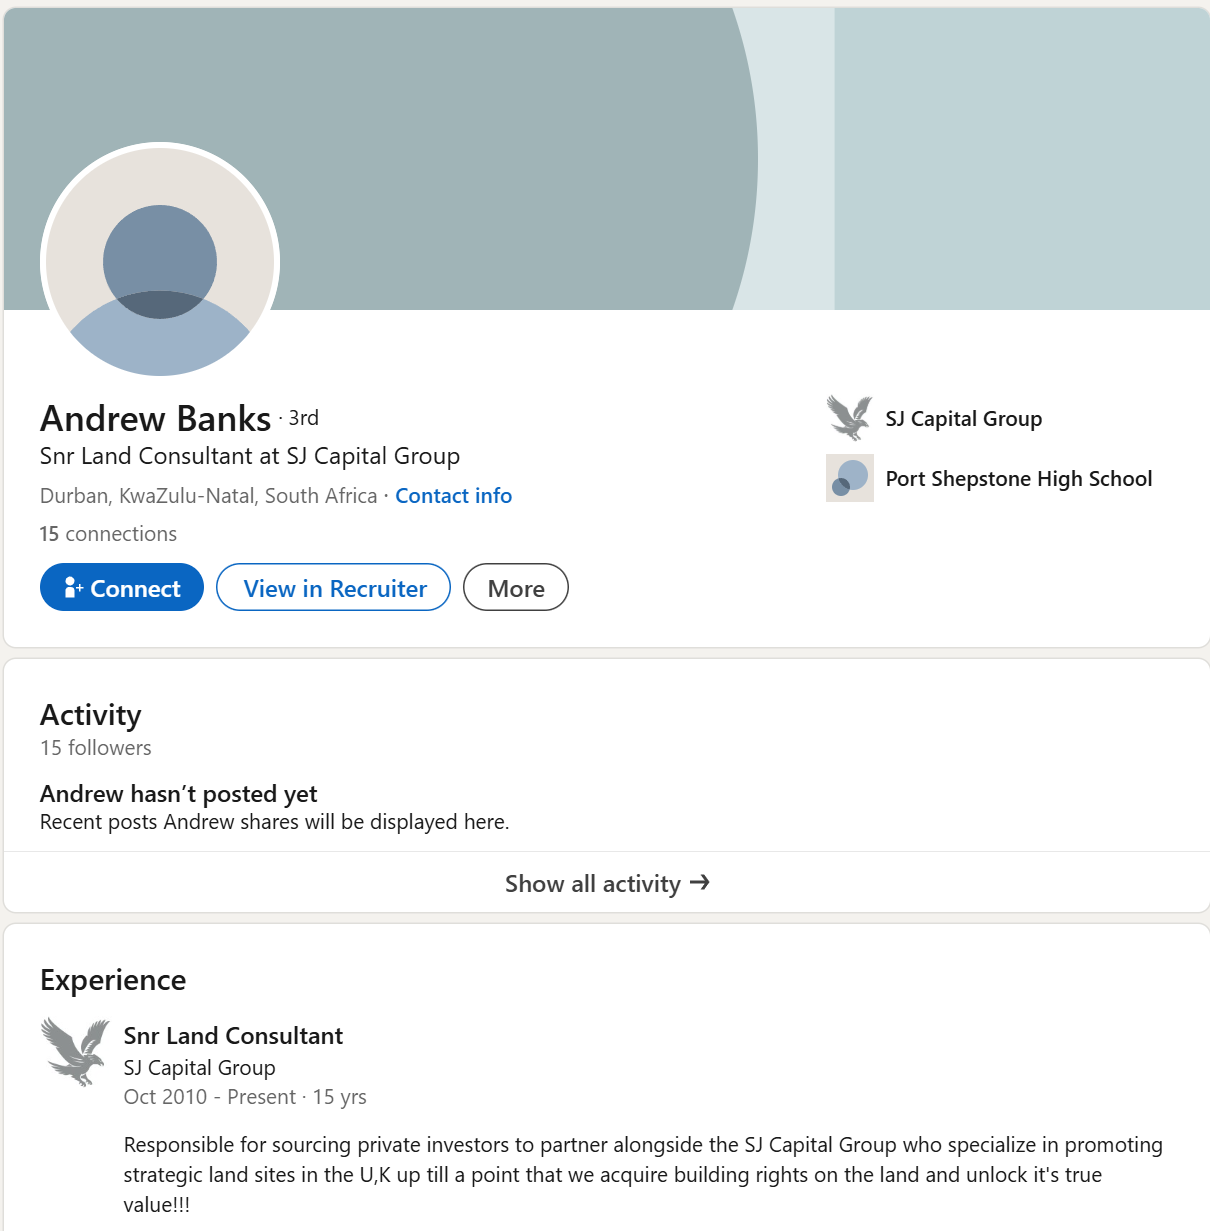 Andrew Banks · 3rd
Snr Land Consultant at SJ Capital Group
Durban, KwaZulu-Natal, South Africa · Contact info
15 connections
Connect
View in Recruiter
More
SJ Capital Group
Port Shepstone High School
Activity
15 followers
Andrew hasn’t posted yet
Recent posts Andrew shares will be displayed here.
Show all activity →
Experience
Snr Land Consultant
SJ Capital Group
Oct 2010 - Present · 15 yrs
Responsible for sourcing private investors to partner alongside the SJ Capital Group who specialize in promoting
strategic land sites in the U,K up till a point that we acquire building rights on the land and unlock it's true
value!!!